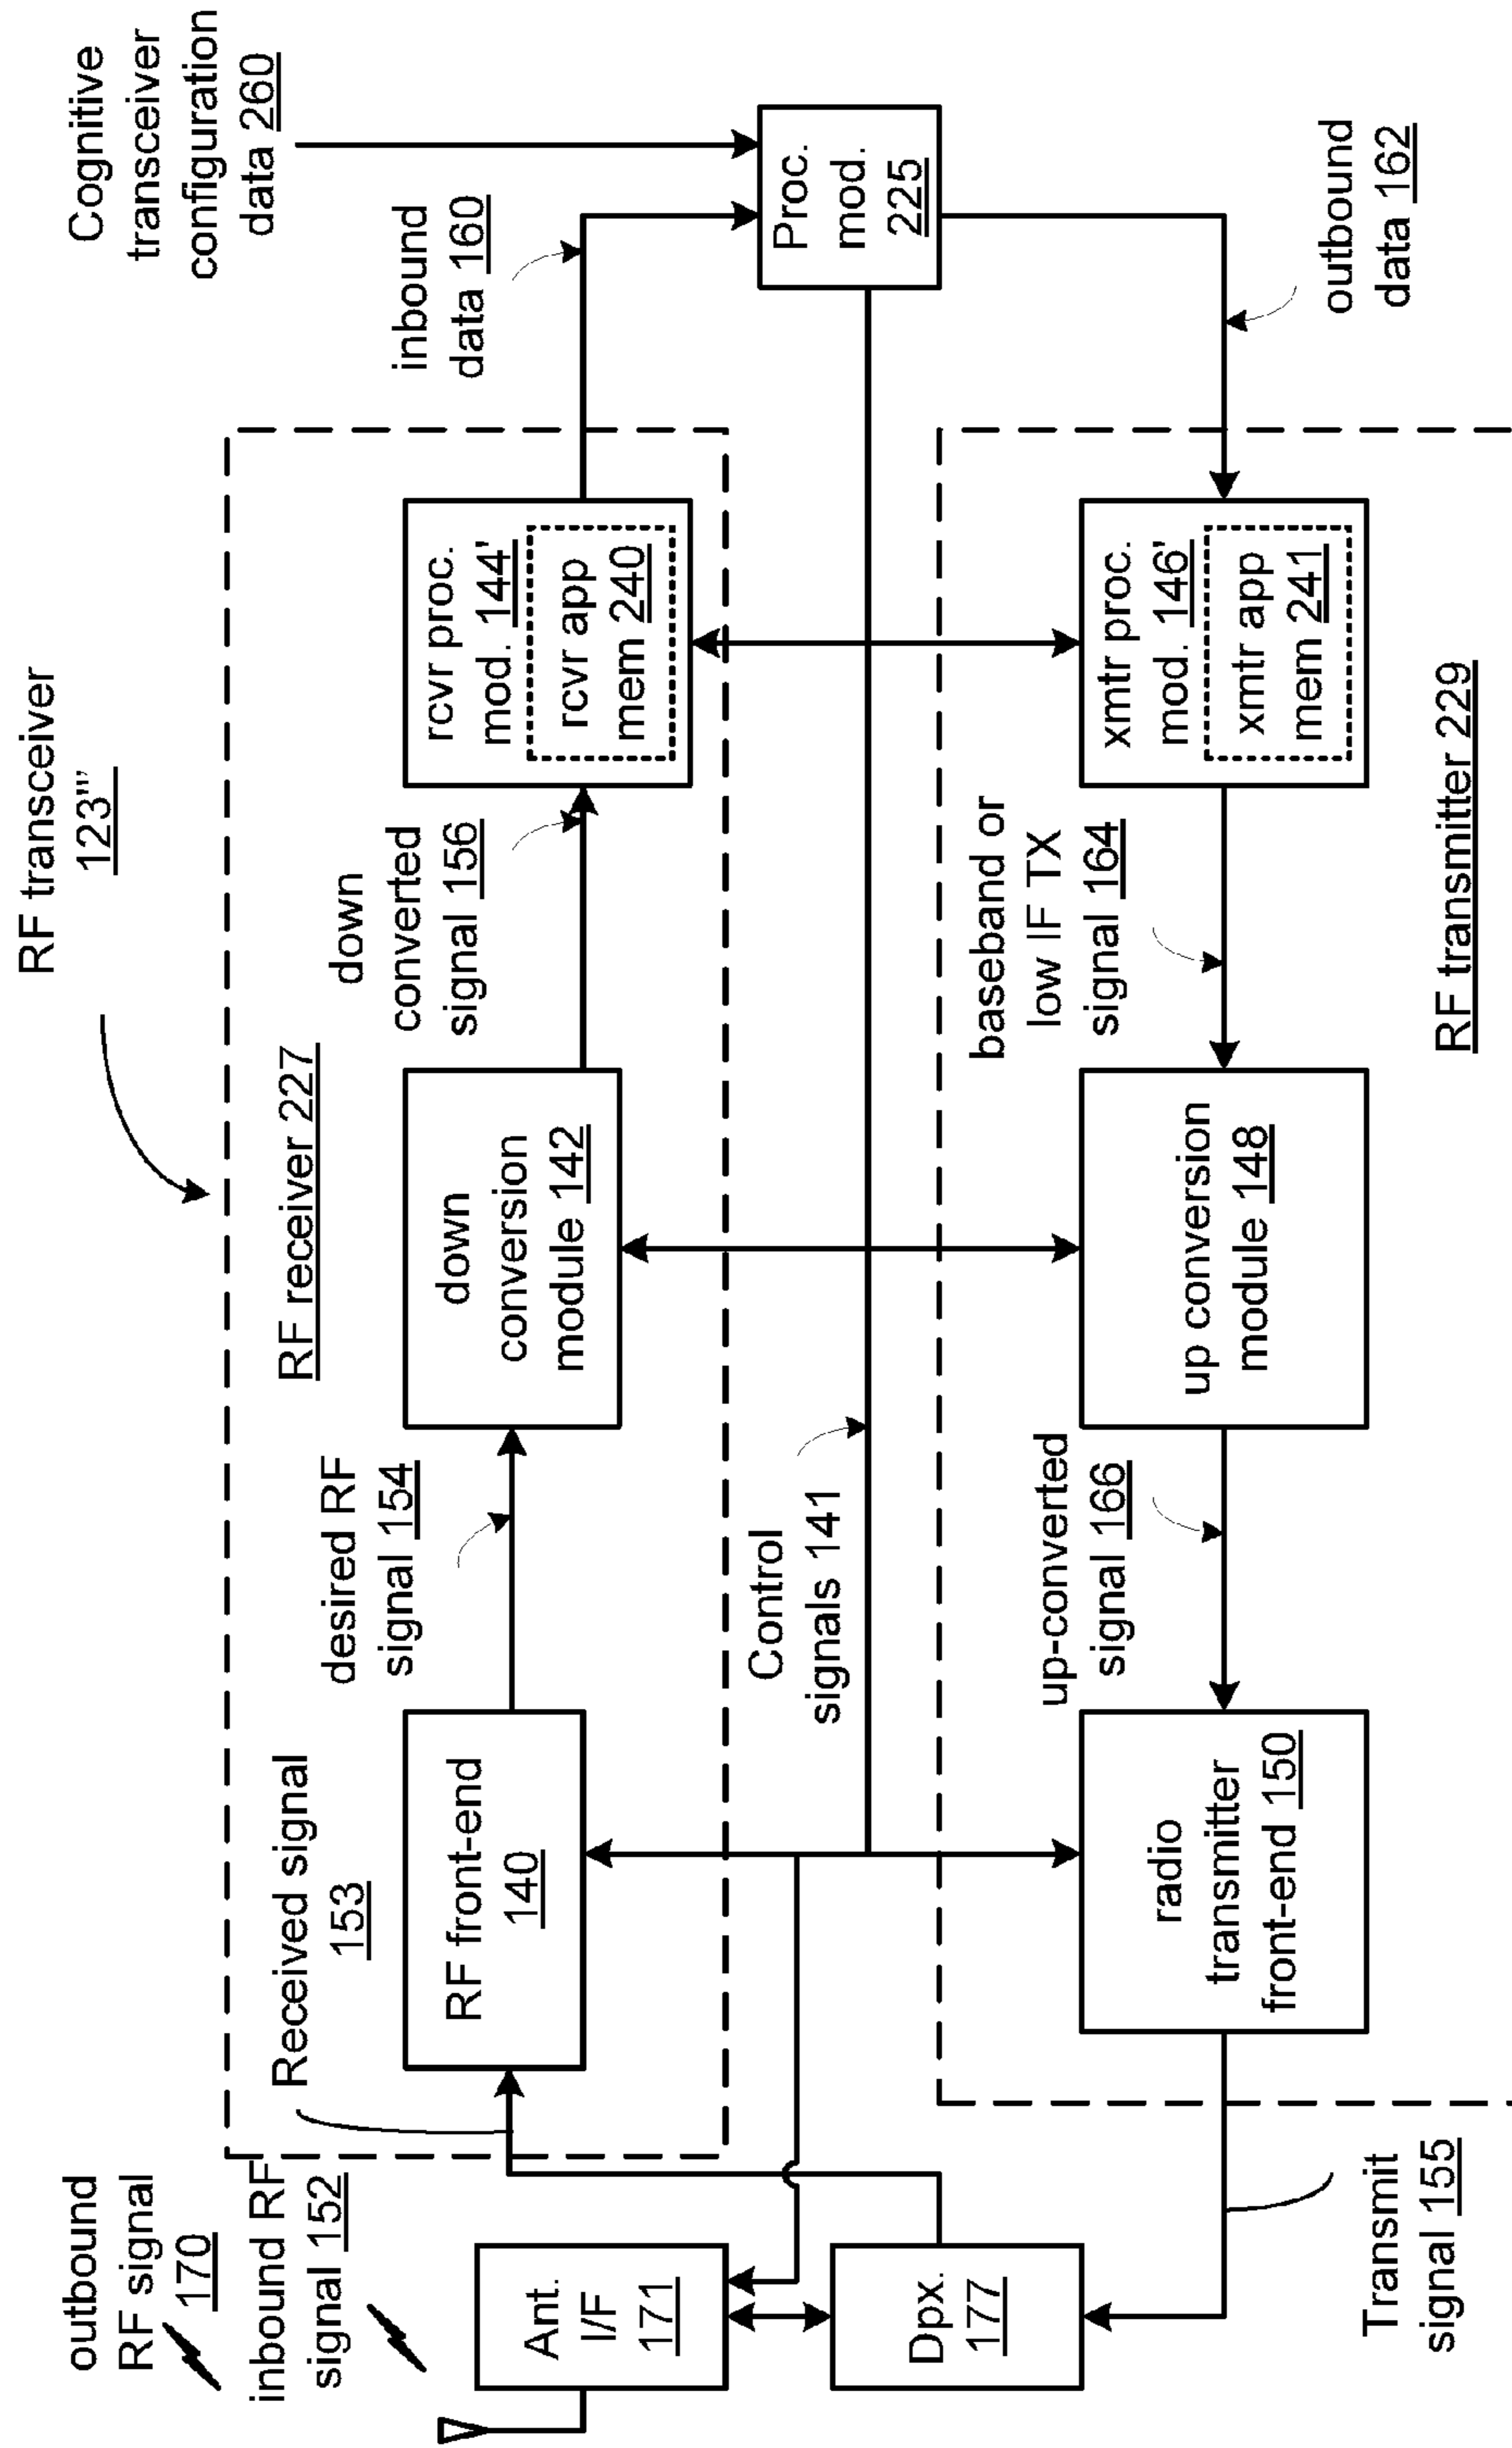 RF transceiver
123'''
Cognitive
transceiver
configuration
data 260
outbound
RF signal
170
inbound RF
signal 152
Received signal
153
RF receiver 227
desired RF
signal 154
down
converted
signal 156
inbound
data 160
Ant.
I/F
171
RF front-end
140
down
conversion
module 142
rcvr proc.
mod. 144'
rcvr app
mem 240
Proc.
mod.
225
Control
signals 141
Dpx.
177
up-converted
signal 166
baseband or
low IF TX
signal 164
radio
transmitter
front-end 150
up conversion
module 148
xmtr proc.
mod. 146'
xmtr app
mem 241
outbound
data 162
Transmit
signal 155
RF transmitter 229